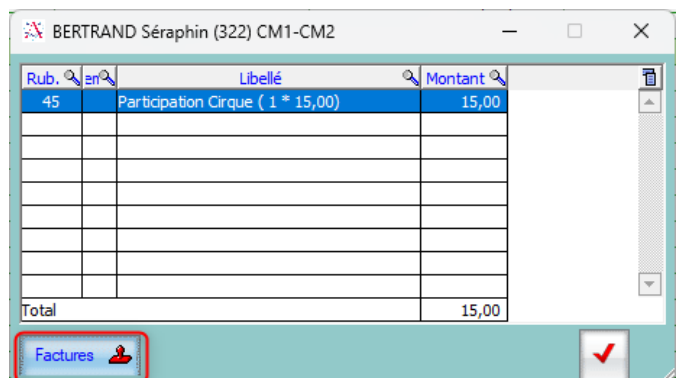 BERTRAND Séraphin (322) CM1-CM2
Rub. en Libellé Montant
45 Participation Cirque ( 1 * 15,00) 15,00
Total 15,00
Factures